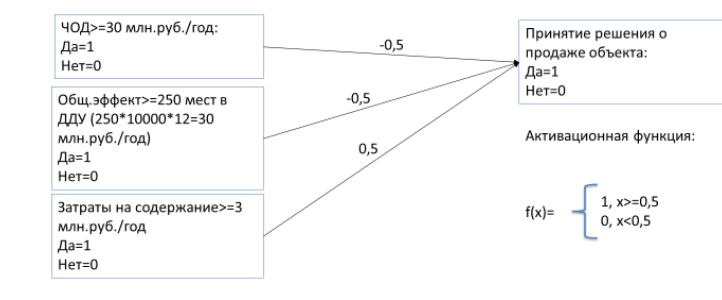 ЧОД>=30 млн.руб./год:
Да=1
Нет=0
Общ.эффект>=250 мест в
ДДУ (250*10000*12=30
млн.руб./год)
Да=1
Нет=0
Затраты на содержание>=3
млн.руб./год
Да=1
Нет=0
-0,5
-0,5
0,5
Принятие решения о
продаже объекта:
Да=1
Нет=0
Активационная функция:
f(x)=
1, x>=0,5
0, x<0,5